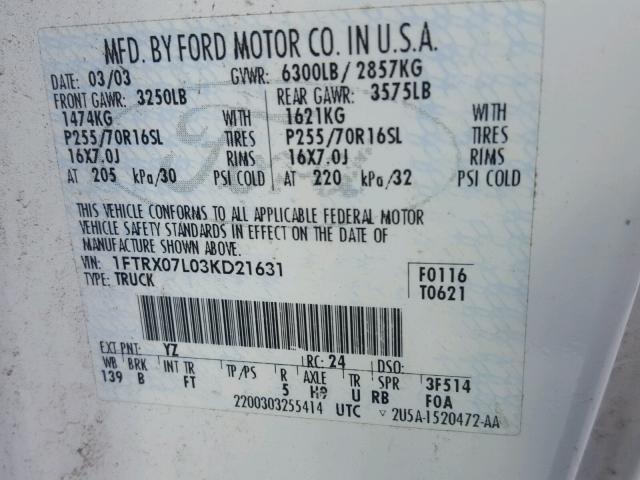 MFD. BY FORD MOTOR CO. IN U.S.A.
DATE: 03/03 GVWR: 6300LB/ 2857KG
FRONT GAWR: 3250LB REAR GAWR: 3575LB
1474KG WITH 1621KG WITH
P255/70R16SL TIRES P255/70R16SL TIRES
16X7.0J RIMS 16X7.0J RIMS
AT 205 kPa/30 PSI COLD AT 220 kPa/32 PSI COLD
THIS VEHICLE CONFORMS TO ALL APPLICABLE FEDERAL MOTOR
VEHICLE SAFETY STANDARDS IN EFFECT ON THE DATE OF
MANUFACTURE SHOWN ABOVE.
VIN: 1FTRX07L03KD21631 F0116
TYPE: TRUCK T0621
EXT PNT: YZ RC: 24 DSO:
WB BRK INT TR TP/PS R AXLE TR SPR 3F514
139 B FT 5 H9 U RB FOA
2200303255414 UTC 2U5A-1520472-AA